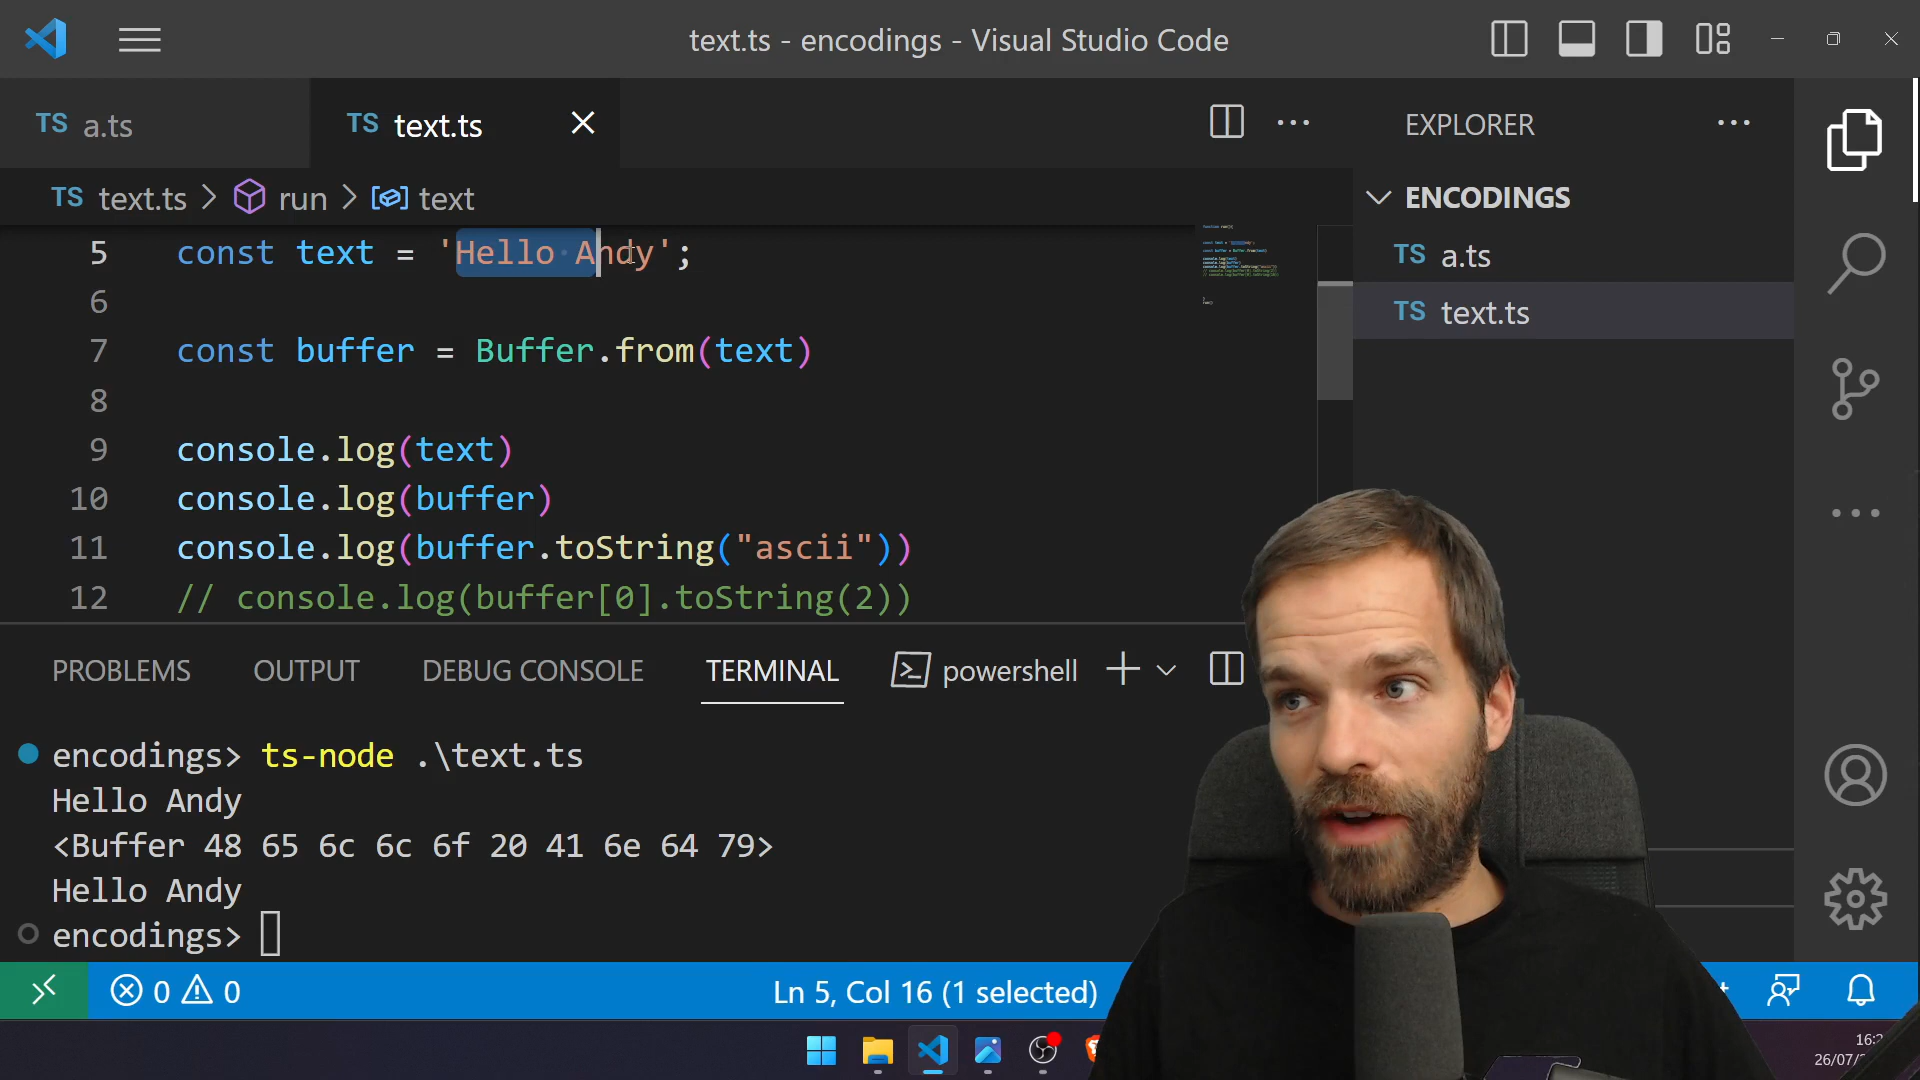 text.ts - encodings - Visual Studio Code
TS a.ts
TS text.ts
EXPLORER
TS text.ts > run > text
ENCODINGS
TS a.ts
TS text.ts
5 const text = 'Hello Andy';
6
7 const buffer = Buffer.from(text)
8
9 console.log(text)
10 console.log(buffer)
11 console.log(buffer.toString("ascii"))
12 // console.log(buffer[0].toString(2))
PROBLEMS OUTPUT DEBUG CONSOLE TERMINAL powershell
encodings> ts-node .\text.ts
Hello Andy
<Buffer 48 65 6c 6c 6f 20 41 6e 64 79>
Hello Andy
encodings>
0 0 Ln 5, Col 16 (1 selected)
26/07/